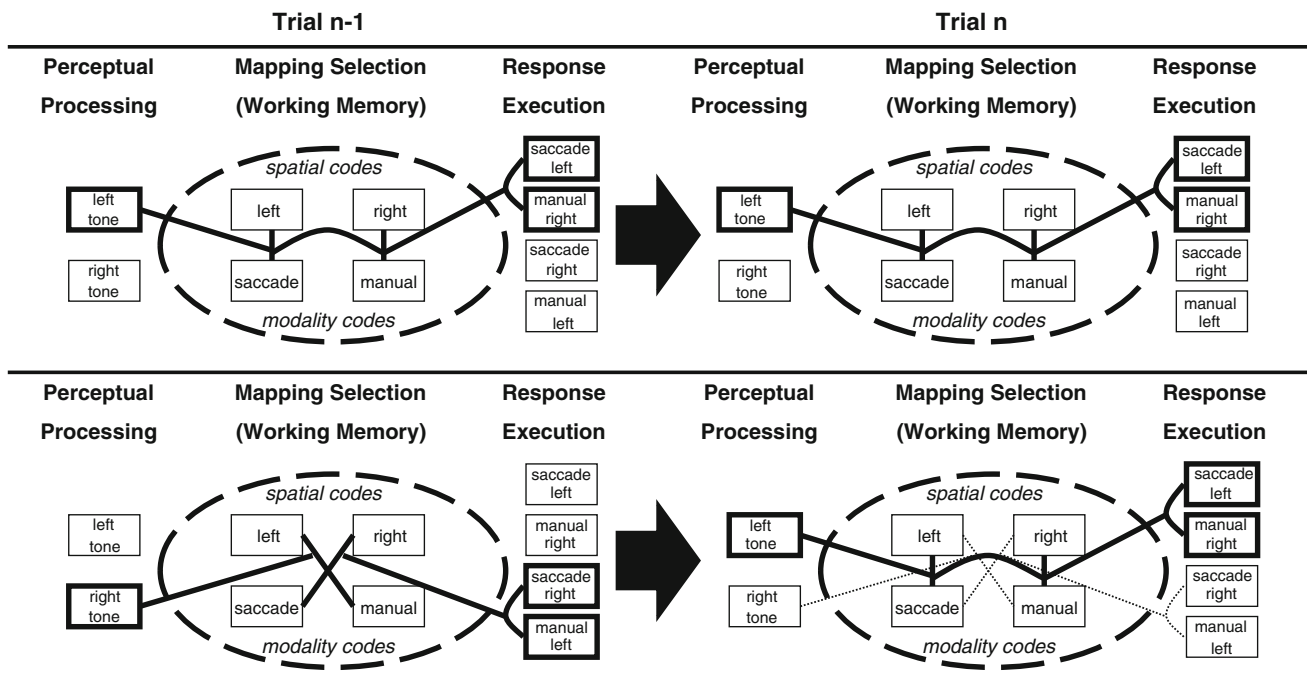 Trial n-1
Trial n
Perceptual Processing
Mapping Selection (Working Memory)
Response Execution
Perceptual Processing
Mapping Selection (Working Memory)
Response Execution
spatial codes
left
right
saccade
manual
modality codes
left tone
right tone
saccade left
manual right
saccade right
manual left
spatial codes
left
right
saccade
manual
modality codes
left tone
right tone
saccade left
manual right
saccade right
manual left
Perceptual Processing
Mapping Selection (Working Memory)
Response Execution
Perceptual Processing
Mapping Selection (Working Memory)
Response Execution
spatial codes
left
right
saccade
manual
modality codes
left tone
right tone
saccade left
manual right
saccade right
manual left
spatial codes
left
right
saccade
manual
modality codes
left tone
right tone
saccade left
manual right
saccade right
manual left